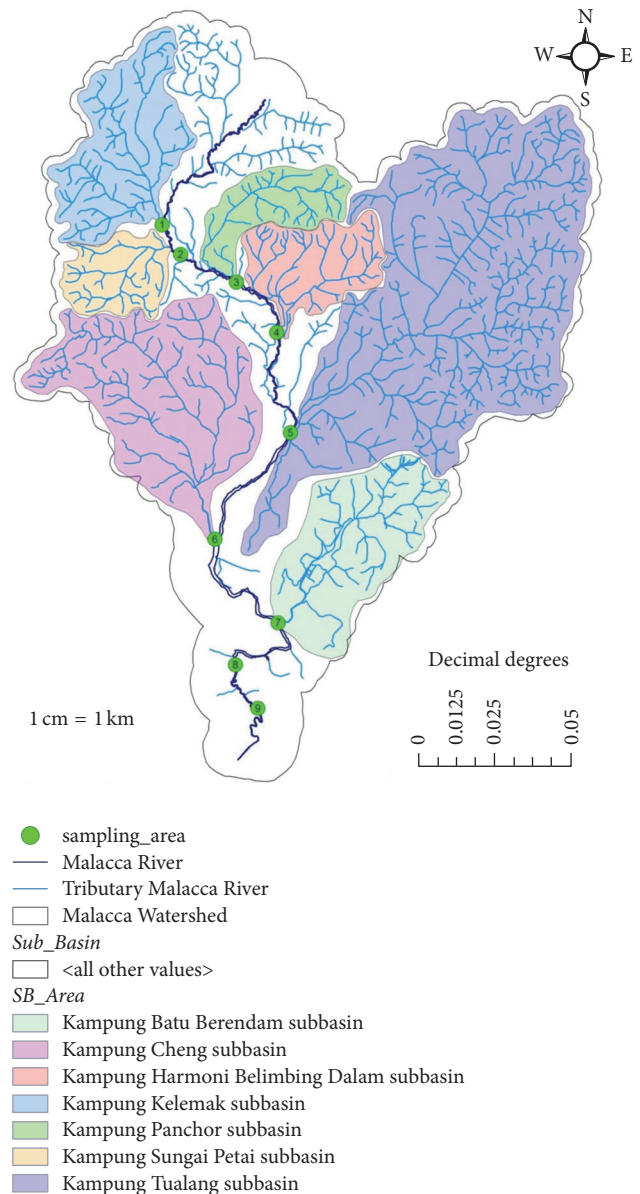 N
W E
S
1
2
3
4
5
6
7
8
9
Decimal degrees
1 cm = 1 km
0 0.0125 0.025 0.05
sampling_area
Malacca River
Tributary Malacca River
Malacca Watershed
Sub_Basin
<all other values>
SB_Area
Kampung Batu Berendam subbasin
Kampung Cheng subbasin
Kampung Harmoni Belimbing Dalam subbasin
Kampung Kelemak subbasin
Kampung Panchor subbasin
Kampung Sungai Petai subbasin
Kampung Tualang subbasin